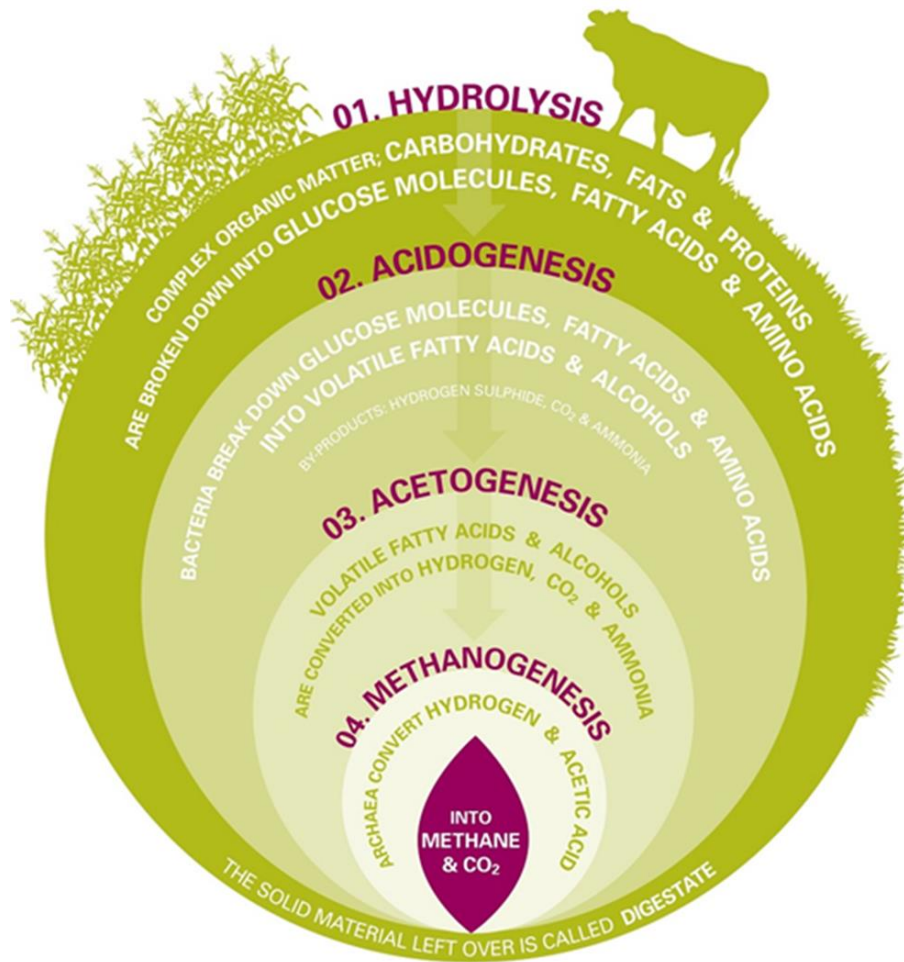 01. HYDROLYSIS
COMPLEX ORGANIC MATTER; CARBOHYDRATES, FATS & PROTEINS
ARE BROKEN DOWN INTO GLUCOSE MOLECULES, FATTY ACIDS & AMINO ACIDS
02. ACIDOGENESIS
BACTERIA BREAK DOWN GLUCOSE MOLECULES, FATTY ACIDS & AMINO ACIDS
INTO VOLATILE FATTY ACIDS & ALCOHOLS
BY-PRODUCTS: HYDROGEN SULPHIDE, CO₂ & AMMONIA
03. ACETOGENESIS
VOLATILE FATTY ACIDS & ALCOHOLS
ARE CONVERTED INTO HYDROGEN, CO₂ & AMMONIA
04. METHANOGENESIS
ARCHAEA CONVERT HYDROGEN & ACETIC ACID
INTO
METHANE
& CO₂
THE SOLID MATERIAL LEFT OVER IS CALLED DIGESTATE